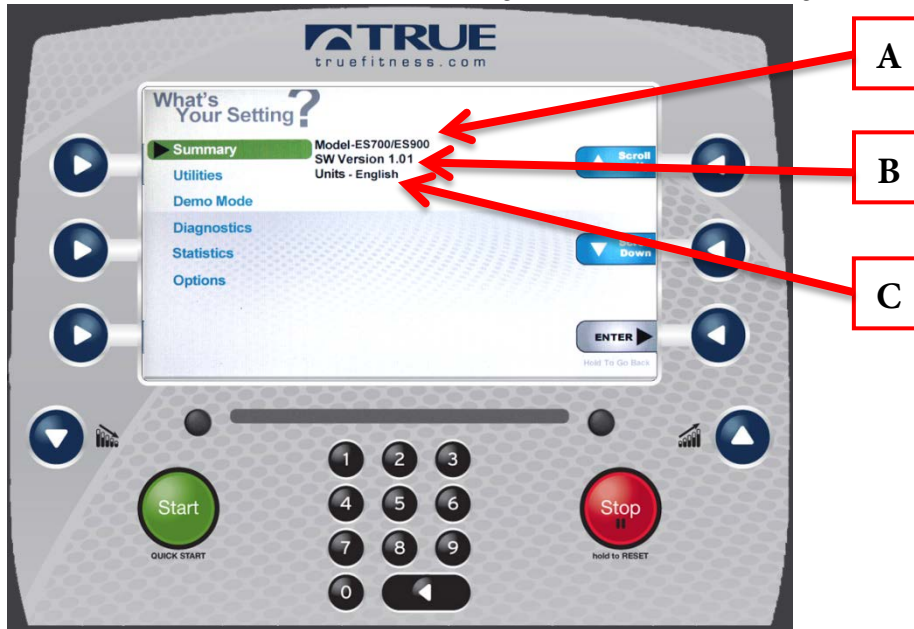 TRUE
truefitness.com
What's
Your Setting?
Summary
Model-ES700/ES900
SW Version 1.01
Units - English
Utilities
Demo Mode
Diagnostics
Statistics
Options
Scroll
Down
ENTER
Hold To Go Back
A
B
C
1 2 3
4 5 6
7 8 9
0
Start
QUICK START
Stop
hold to RESET